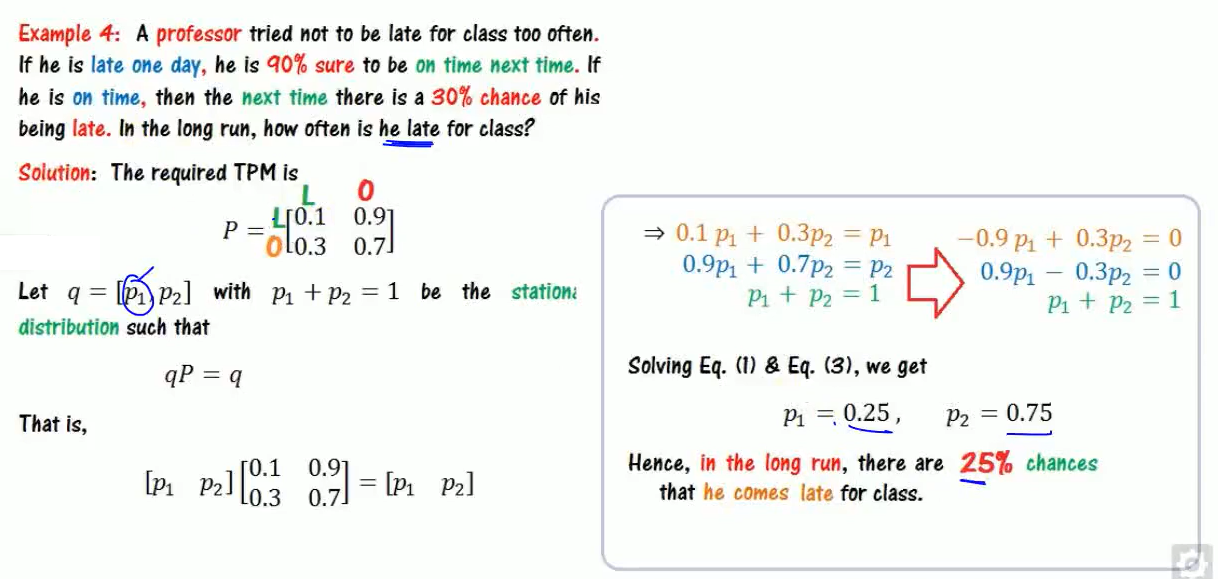 Example 4: A professor tried not to be late for class too often.
If he is late one day, he is 90% sure to be on time next time. If
he is on time, then the next time there is a 30% chance of his
being late. In the long run, how often is he late for class?
Solution: The required TPM is
L O
P = L [0.1 0.9]
O [0.3 0.7]
Let q = [p₁, p₂] with p₁ + p₂ = 1 be the stationa
distribution such that
qP = q
That is,
[p₁ p₂] [0.1 0.9
0.3 0.7] = [p₁ p₂]
⇒ 0.1 p₁ + 0.3p₂ = p₁
0.9p₁ + 0.7p₂ = p₂
p₁ + p₂ = 1
−0.9 p₁ + 0.3p₂ = 0
0.9p₁ − 0.3p₂ = 0
p₁ + p₂ = 1
Solving Eq. (1) & Eq. (3), we get
p₁ = 0.25, p₂ = 0.75
Hence, in the long run, there are 25% chances
that he comes late for class.